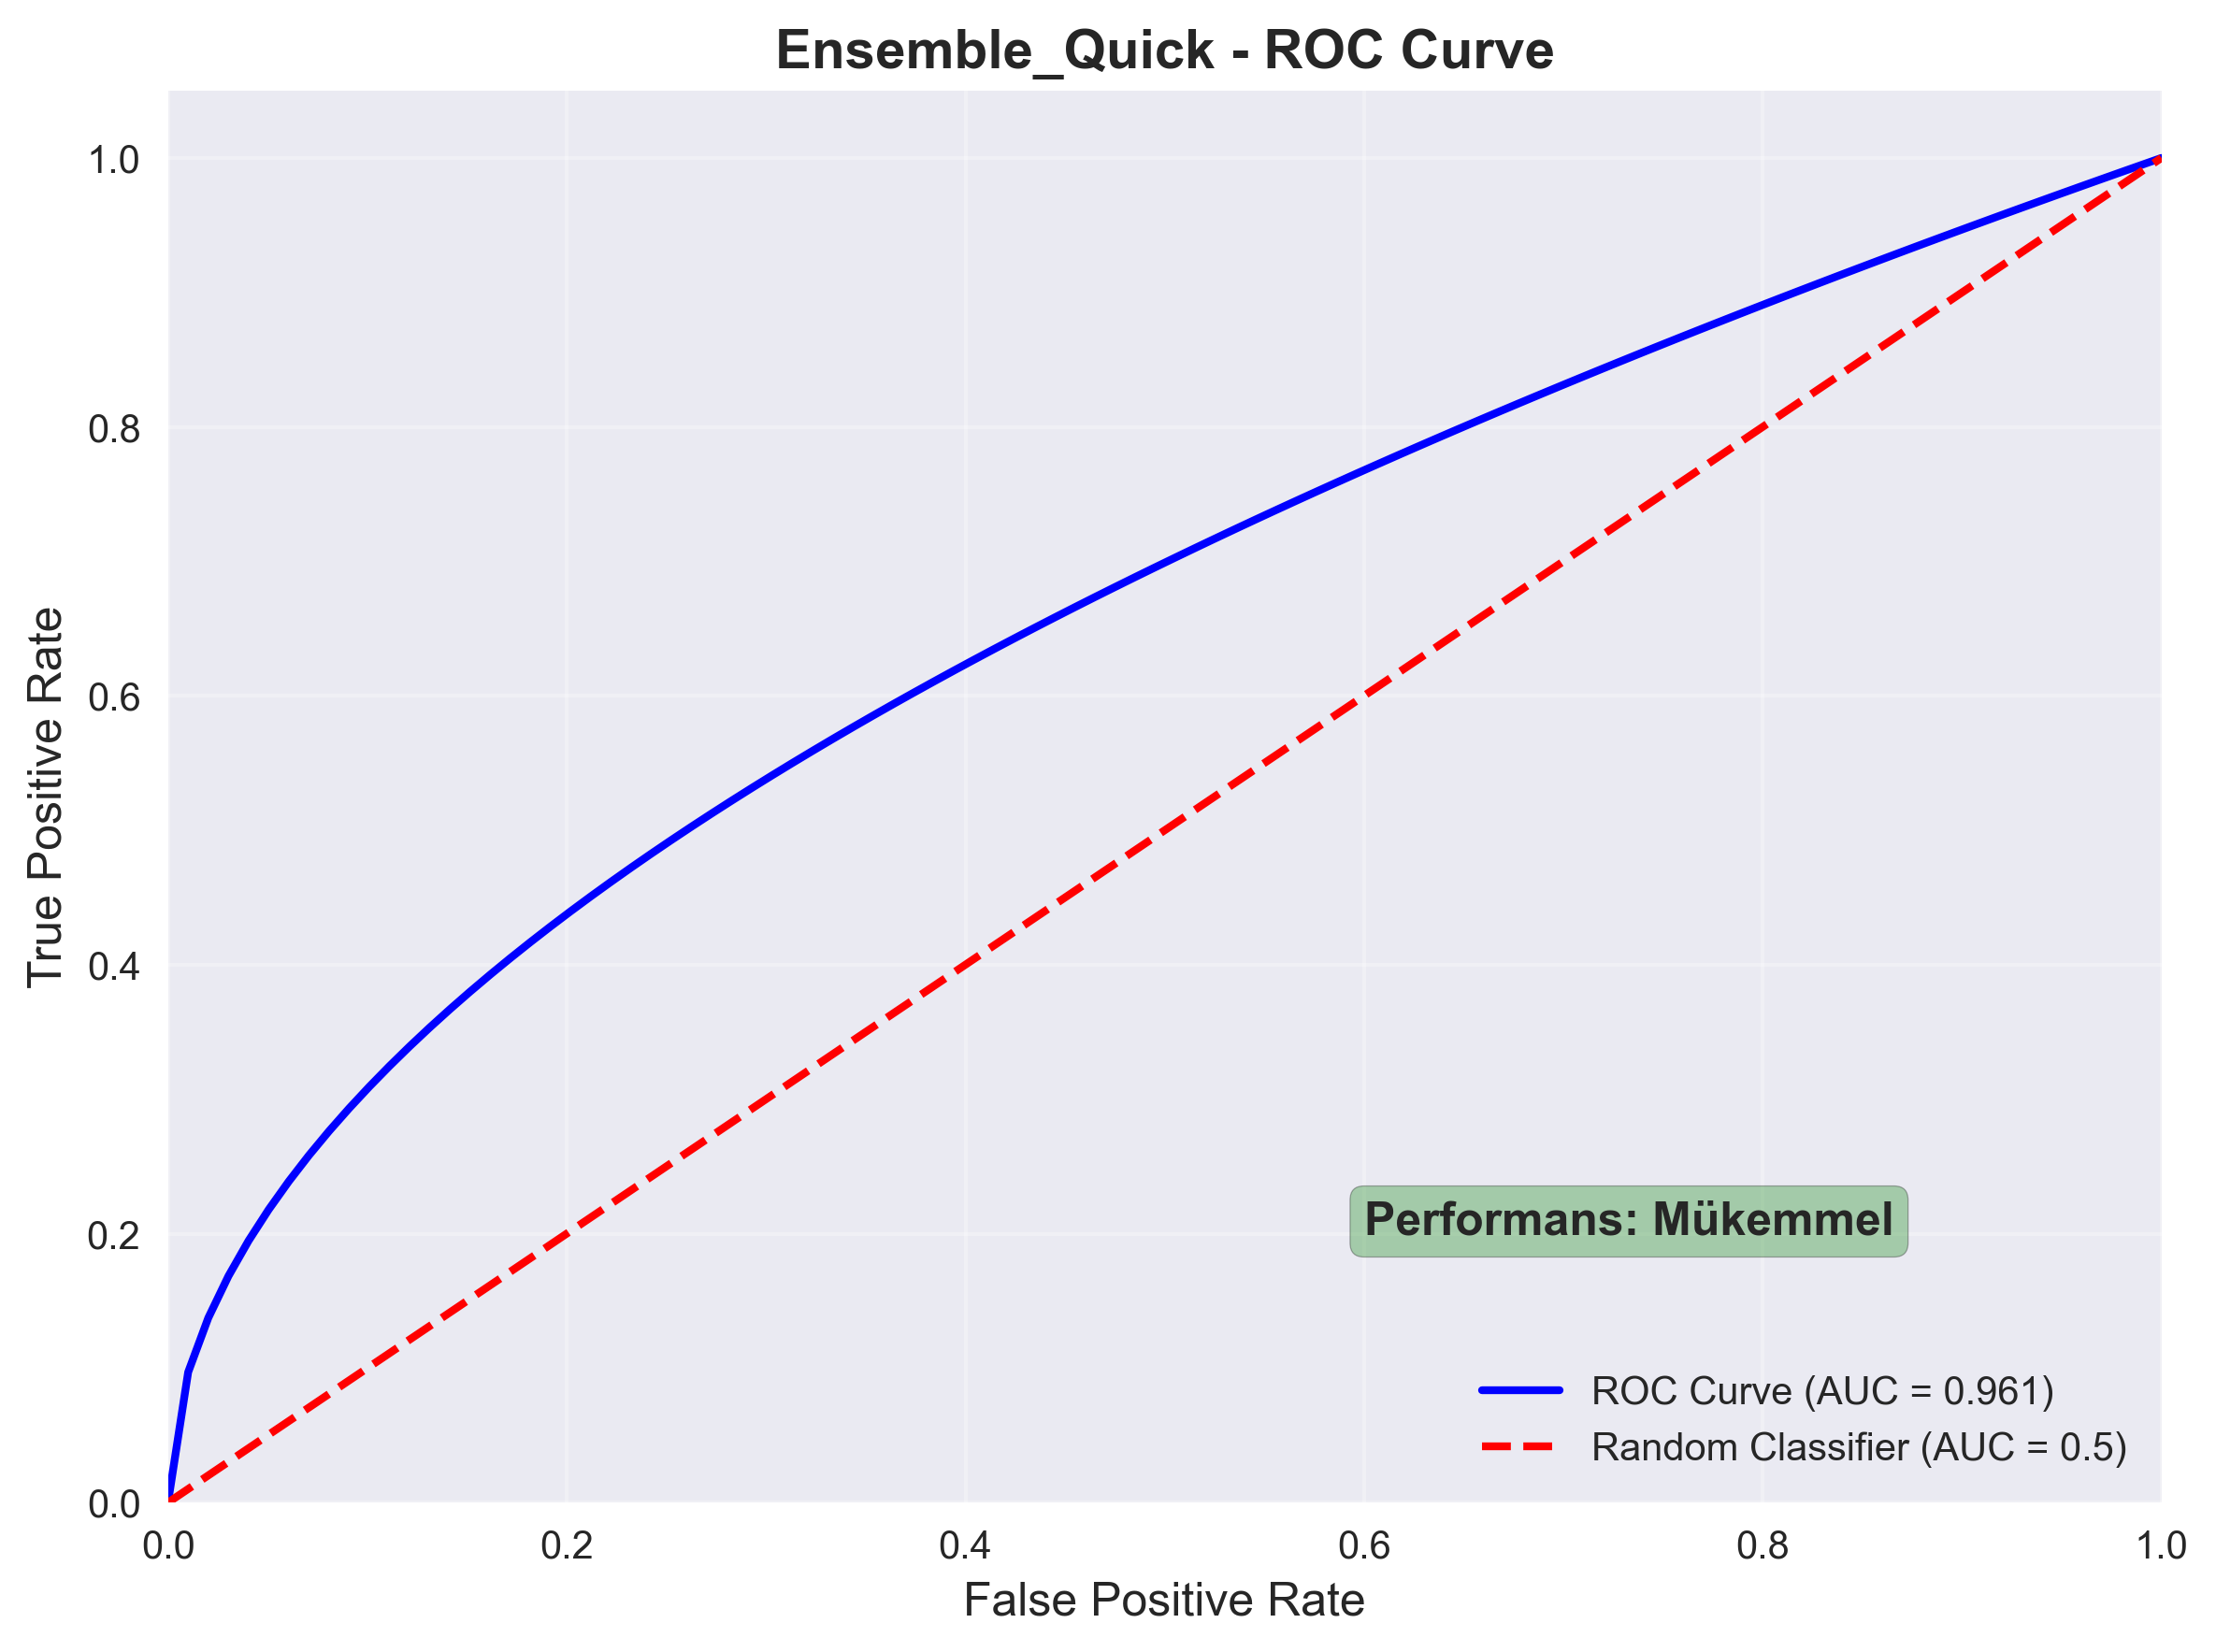 Ensemble_Quick - ROC Curve
1.0
0.8
0.6
0.4
0.2
0.0
True Positive Rate
Performans: Mükemmel
ROC Curve (AUC = 0.961)
Random Classifier (AUC = 0.5)
0.0 0.2 0.4 0.6 0.8 1.0
False Positive Rate